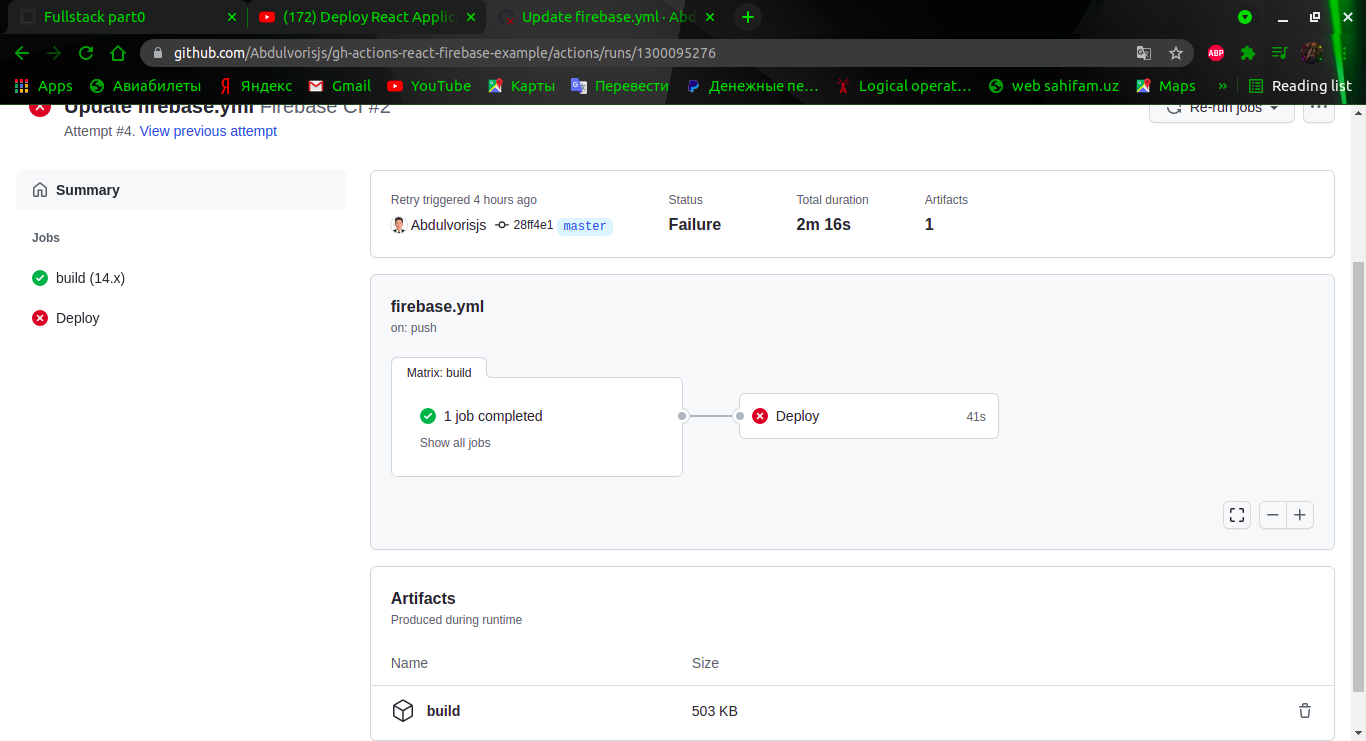 Fullstack part0
(172) Deploy React Applic
Update firebase.yml · Abd
github.com/Abdulvorisjs/gh-actions-react-firebase-example/actions/runs/1300095276
ABP
Apps
Авиабилеты
Яндекс
Gmail
YouTube
Карты
Перевести
Денежные пе...
Logical operat...
web sahifam.uz
Maps
»
Reading list
Update firebase.yml Firebase CI #2
Re-run jobs
Attempt #4. View previous attempt
Summary
Jobs
build (14.x)
Deploy
Retry triggered 4 hours ago
Abdulvorisjs 28ff4e1 master
Status
Failure
Total duration
2m 16s
Artifacts
1
firebase.yml
on: push
Matrix: build
1 job completed
Show all jobs
Deploy 41s
Artifacts
Produced during runtime
Name Size
build 503 KB